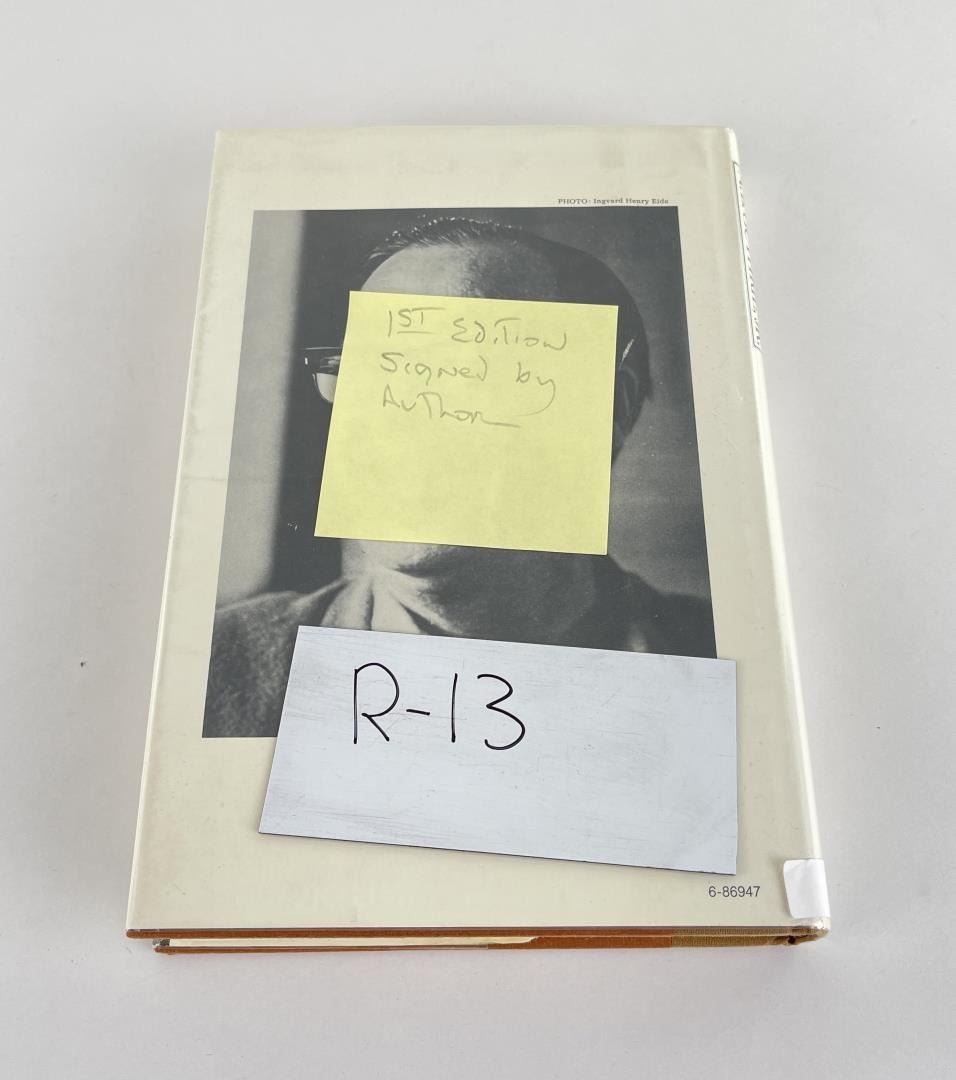 PHOTO: Ingvard Henry Eide
1ST EDITION
Signed by
Author
R-13
6-86947